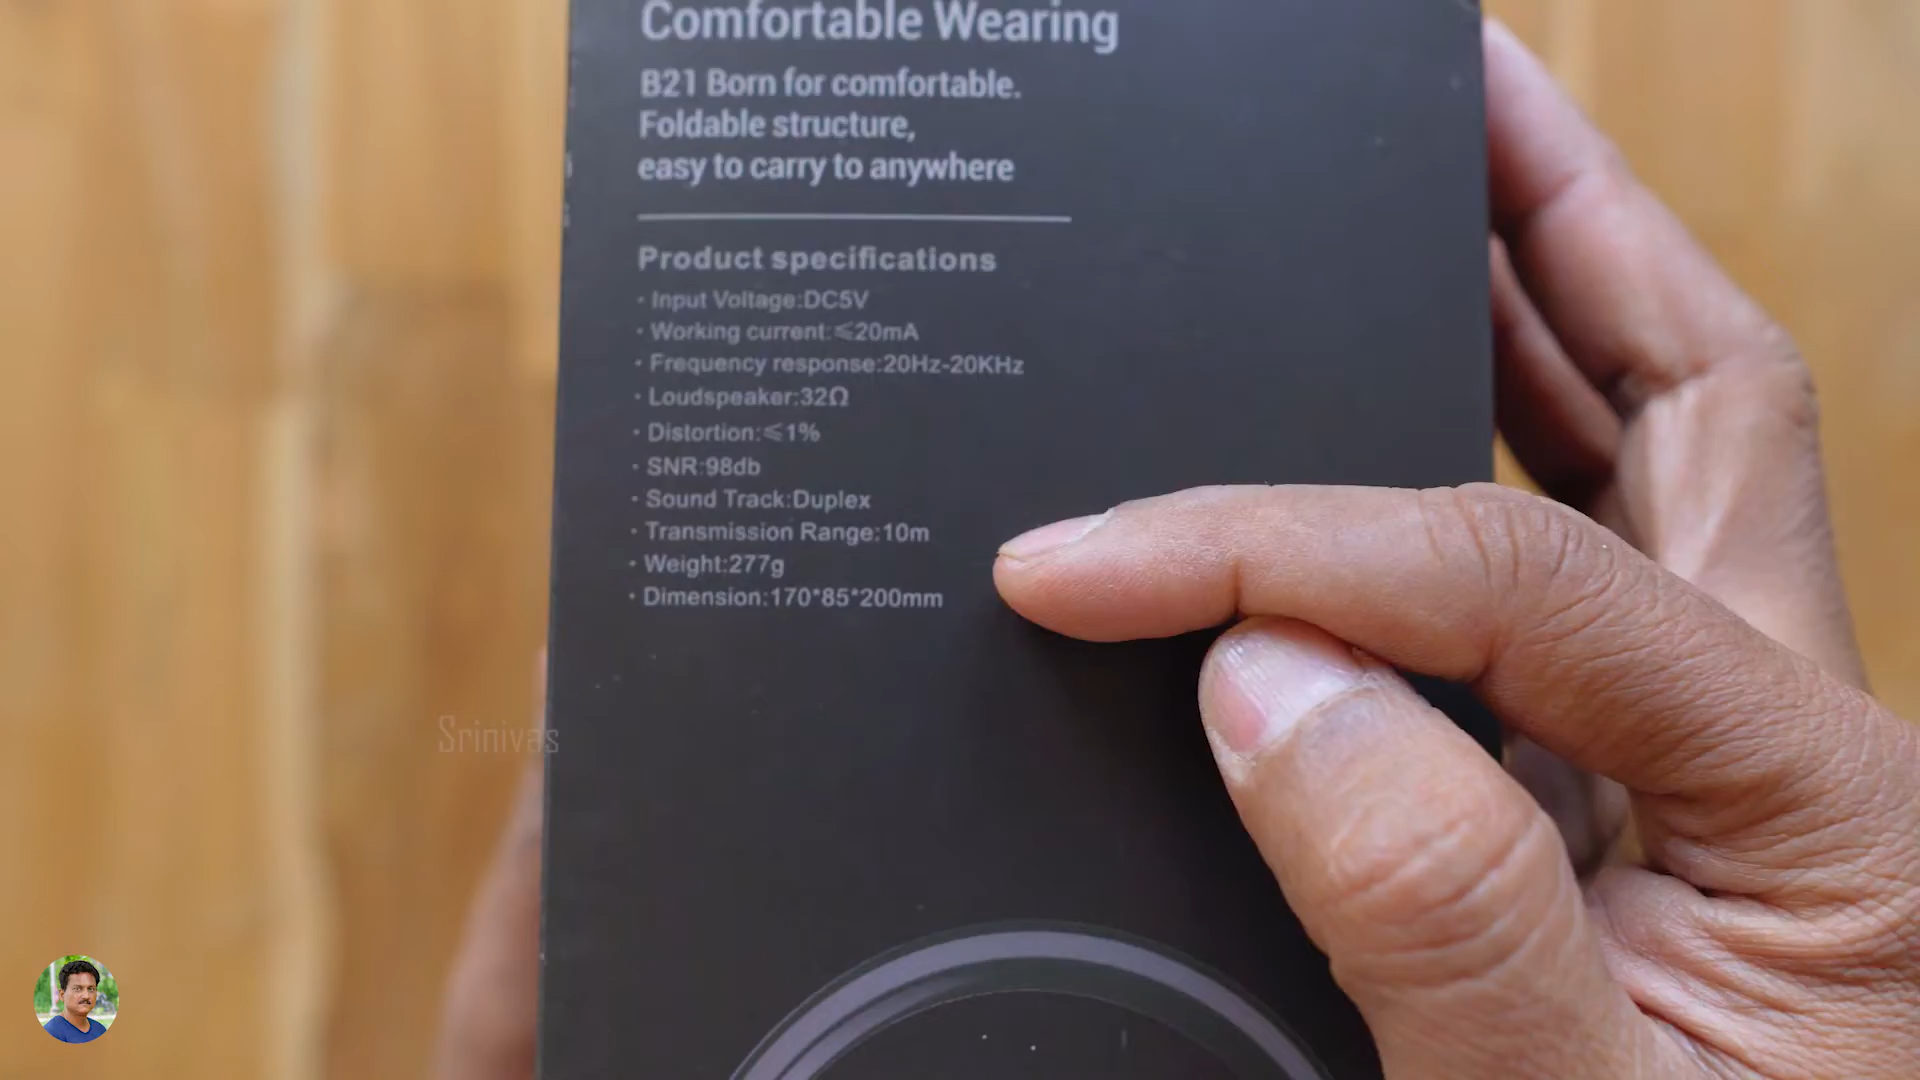 Comfortable Wearing
B21 Born for comfortable.
Foldable structure,
easy to carry to anywhere
Product specifications
· Input Voltage:DC5V
· Working current:⩽20mA
· Frequency response:20Hz-20KHz
· Loudspeaker:32Ω
· Distortion:⩽1%
· SNR:98db
· Sound Track:Duplex
· Transmission Range:10m
· Weight:277g
· Dimension:170*85*200mm
Srinivas